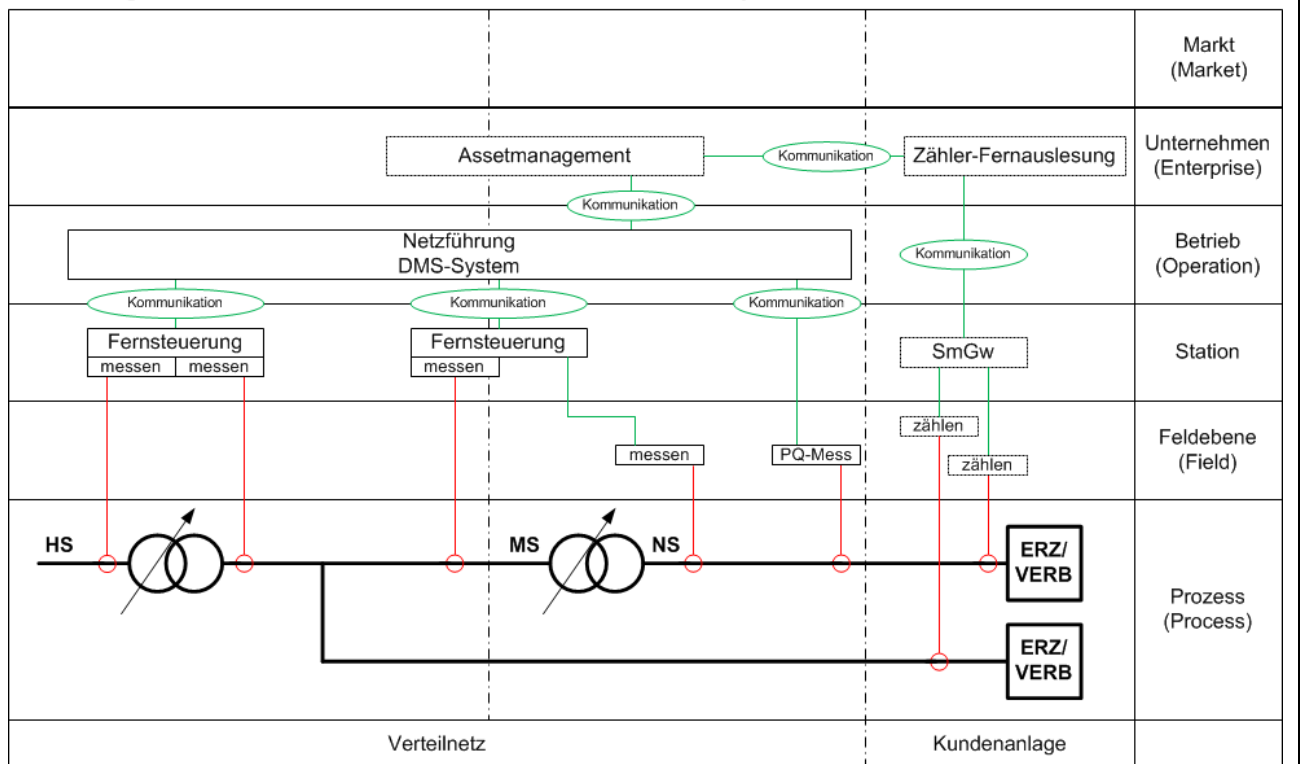 Markt
(Market)
Assetmanagement
Kommunikation
Zähler-Fernauslesung
Unternehmen
(Enterprise)
Kommunikation
Netzführung
DMS-System
Kommunikation
Betrieb
(Operation)
Kommunikation
Kommunikation
Kommunikation
Fernsteuerung
messen
messen
Fernsteuerung
messen
SmGw
Station
zählen
messen
PQ-Mess
zählen
Feldebene
(Field)
HS
MS
NS
ERZ/
VERB
ERZ/
VERB
Prozess
(Process)
Verteilnetz
Kundenanlage